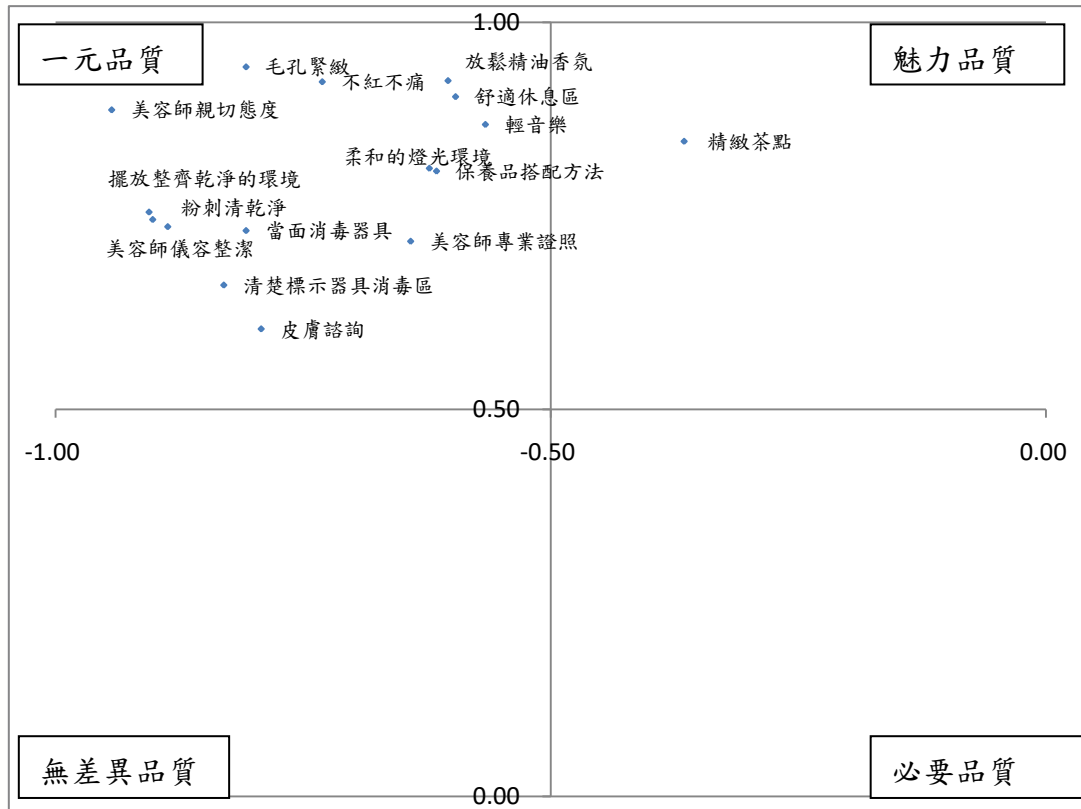 1.00
一元品質
魅力品質
毛孔緊緻
放鬆精油香氛
不紅不痛
舒適休息區
美容師親切態度
輕音樂
精緻茶點
柔和的燈光環境
保養品搭配方法
擺放整齊乾淨的環境
粉刺清乾淨
當面消毒器具
美容師專業證照
美容師儀容整潔
清楚標示器具消毒區
皮膚諮詢
0.50
-1.00
-0.50
0.00
無差異品質
必要品質
0.00